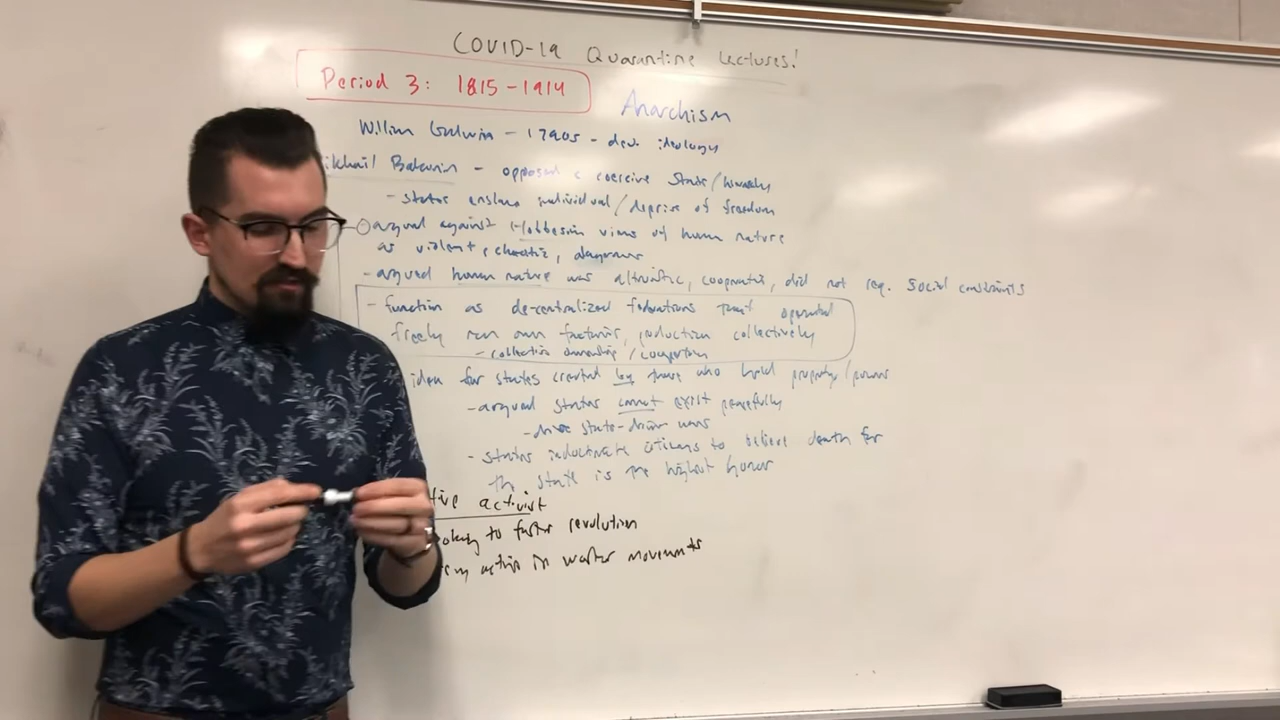 COVID-19 Quarantine Lectures!
Period 3: 1815-1914
Anarchism
William Godwin - 1790s - dev. ideology
ikhail Bakunin - opposed coercive State/hierarchy
- states enslave individual/deprive of freedom
argued against Hobbesian views of human nature
as violent, chaotic, dangerous
- argued human nature was altruistic, cooperative, did not req. social constraints
- function as de-centralized federations that operated
freely run own factories, production collectively
- collective ownership/cooperation
idea for states created by those who hold property/power
- argued states cannot exist peacefully
- drive state-driven wars
- states indoctrinate citizens to believe death for
the state is the highest honor
tive activist
to foster revolution
action in worker movements